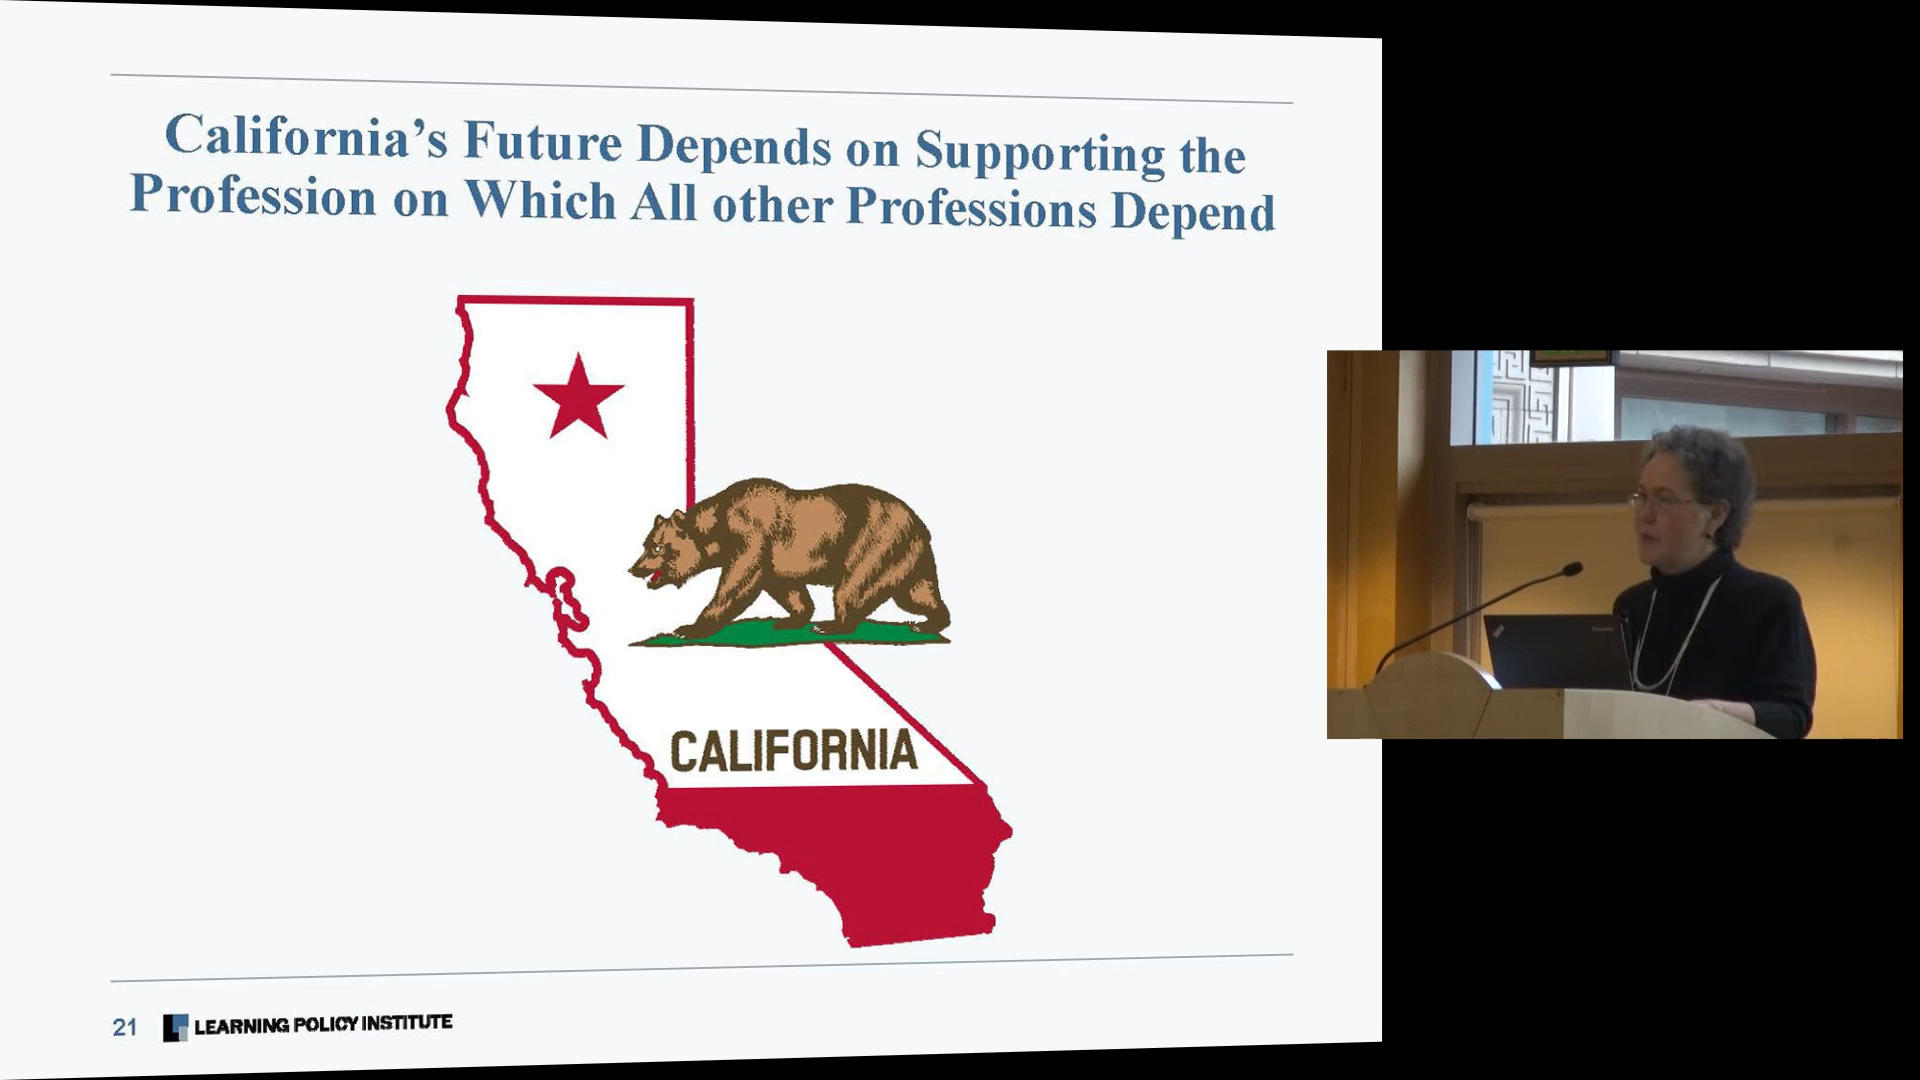 California’s Future Depends on Supporting the
Profession on Which All other Professions Depend
CALIFORNIA
21
LEARNING POLICY INSTITUTE